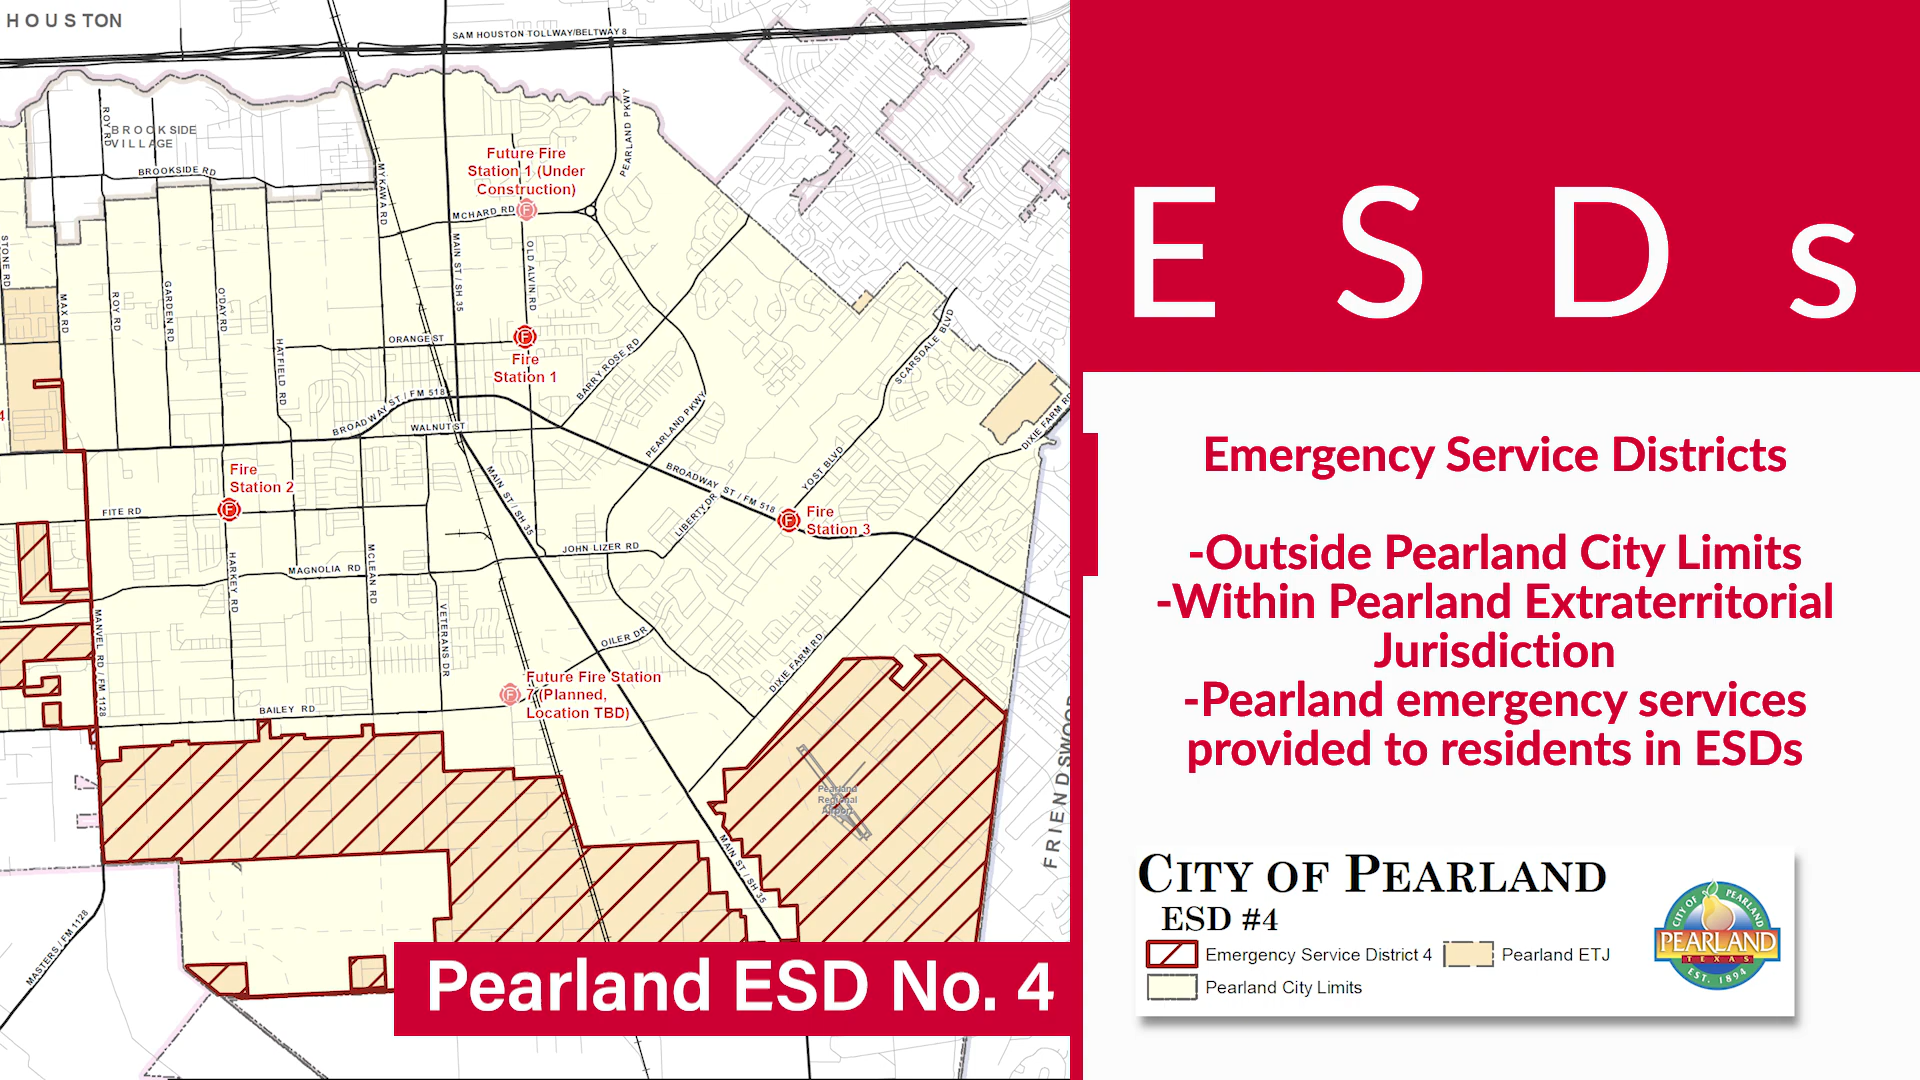 HOUSTON
SAM HOUSTON TOLLWAY/BELTWAY 8
ROY RD
BROOKSIDE
VILLAGE
BROOKSIDE RD
MYKAWA RD
PEARLAND PKWY
Future Fire
Station 1 (Under
Construction)
MCHARD RD
STONE RD
MAX RD
ROY RD
GARDEN RD
O'DAY RD
HATFIELD RD
MAIN ST / SH 35
OLD ALVIN RD
ORANGE ST
Fire
Station 1
BARRY ROSE RD
SCARSDALE BLVD
BROADWAY ST / FM 518
WALNUT ST
PEARLAND PKWY
DIXIE FARM RD
4
Fire
Station 2
FITE RD
MAIN ST / SH 35
BROADWAY ST / FM 518
YOST BLVD
LIBERTY DR
Fire
Station 3
JOHN LIZER RD
MAGNOLIA RD
HARKEY RD
MCLEAN RD
VETERANS DR
MANVEL RD / FM 1128
OILER DR
DIXIE FARM RD
Future Fire Station
7 (Planned,
Location TBD)
BAILEY RD
Pearland
Regional
Airport
FRIENDSWOOD
MAIN ST / SH 35
MASTERS / FM 1128
Pearland ESD No. 4
ESDs
Emergency Service Districts
-Outside Pearland City Limits
-Within Pearland Extraterritorial
Jurisdiction
-Pearland emergency services
provided to residents in ESDs
CITY OF PEARLAND
ESD #4
Emergency Service District 4
Pearland ETJ
Pearland City Limits
CITY OF PEARLAND
PEARLAND
TEXAS
EST. 1894